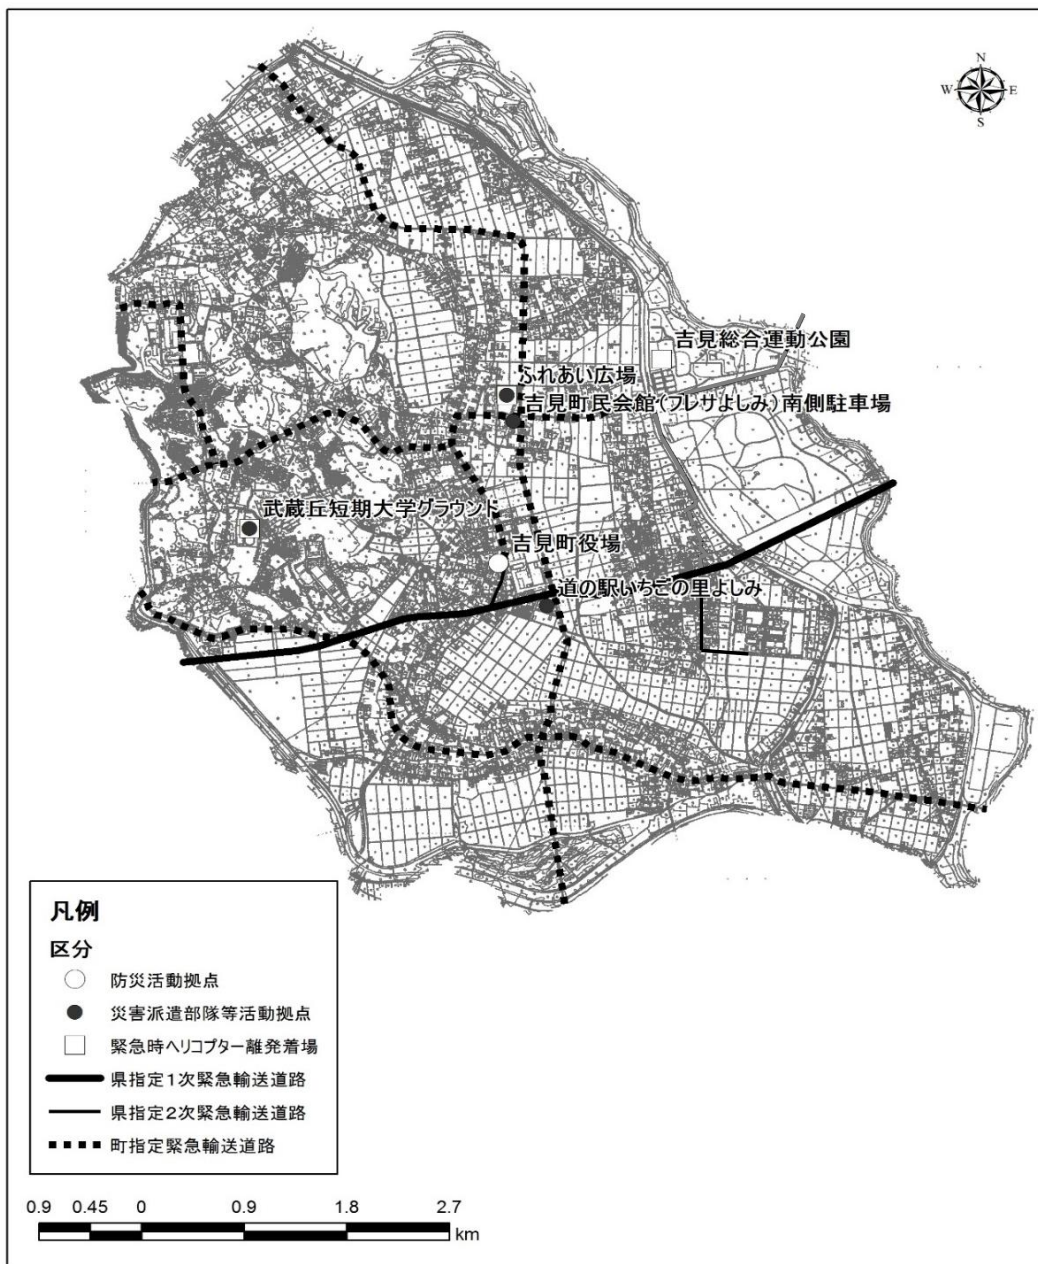 N
W E
S
吉見総合運動公園
ふれあい広場
吉見町民会館(フレサよしみ)南側駐車場
武蔵丘短期大学グラウンド
吉見町役場
道の駅いちごの里よしみ
凡例
区分
防災活動拠点
災害派遣部隊等活動拠点
緊急時ヘリコプター離発着場
県指定1次緊急輸送道路
県指定2次緊急輸送道路
町指定緊急輸送道路
0.9 0.45 0 0.9 1.8 2.7
km